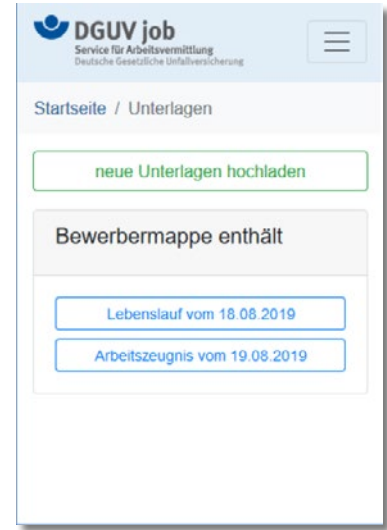 DGUV job
Service für Arbeitsvermittlung
Deutsche Gesetzliche Unfallversicherung
Startseite / Unterlagen
neue Unterlagen hochladen
Bewerbermappe enthält
Lebenslauf vom 18.08.2019
Arbeitszeugnis vom 19.08.2019